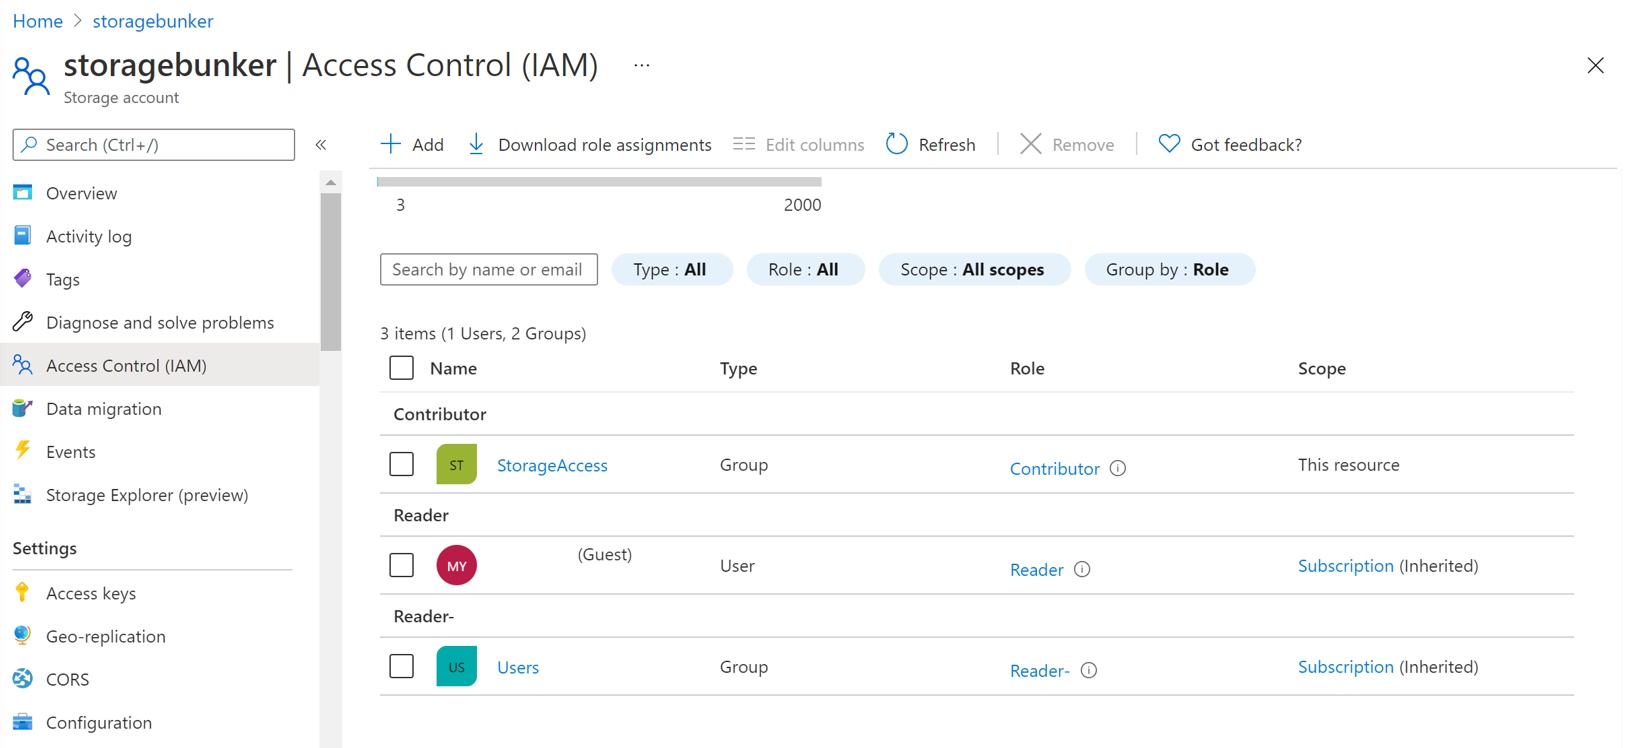 Home > storagebunker
storagebunker | Access Control (IAM) ...
Storage account
Search (Ctrl+/)
«
Overview
Activity log
Tags
Diagnose and solve problems
Access Control (IAM)
Data migration
Events
Storage Explorer (preview)
Settings
Access keys
Geo-replication
CORS
Configuration
Add Download role assignments Edit columns Refresh Remove Got feedback?
3 2000
Search by name or email Type : All Role : All Scope : All scopes Group by : Role
3 items (1 Users, 2 Groups)
Name Type Role Scope
Contributor
ST StorageAccess Group Contributor This resource
Reader
MY (Guest) User Reader Subscription (Inherited)
Reader-
US Users Group Reader- Subscription (Inherited)